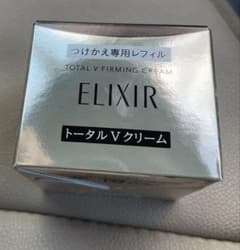 つけかえ専用レフィル
TOTAL V FIRMING CREAM
ELIXIR
トータル V クリーム